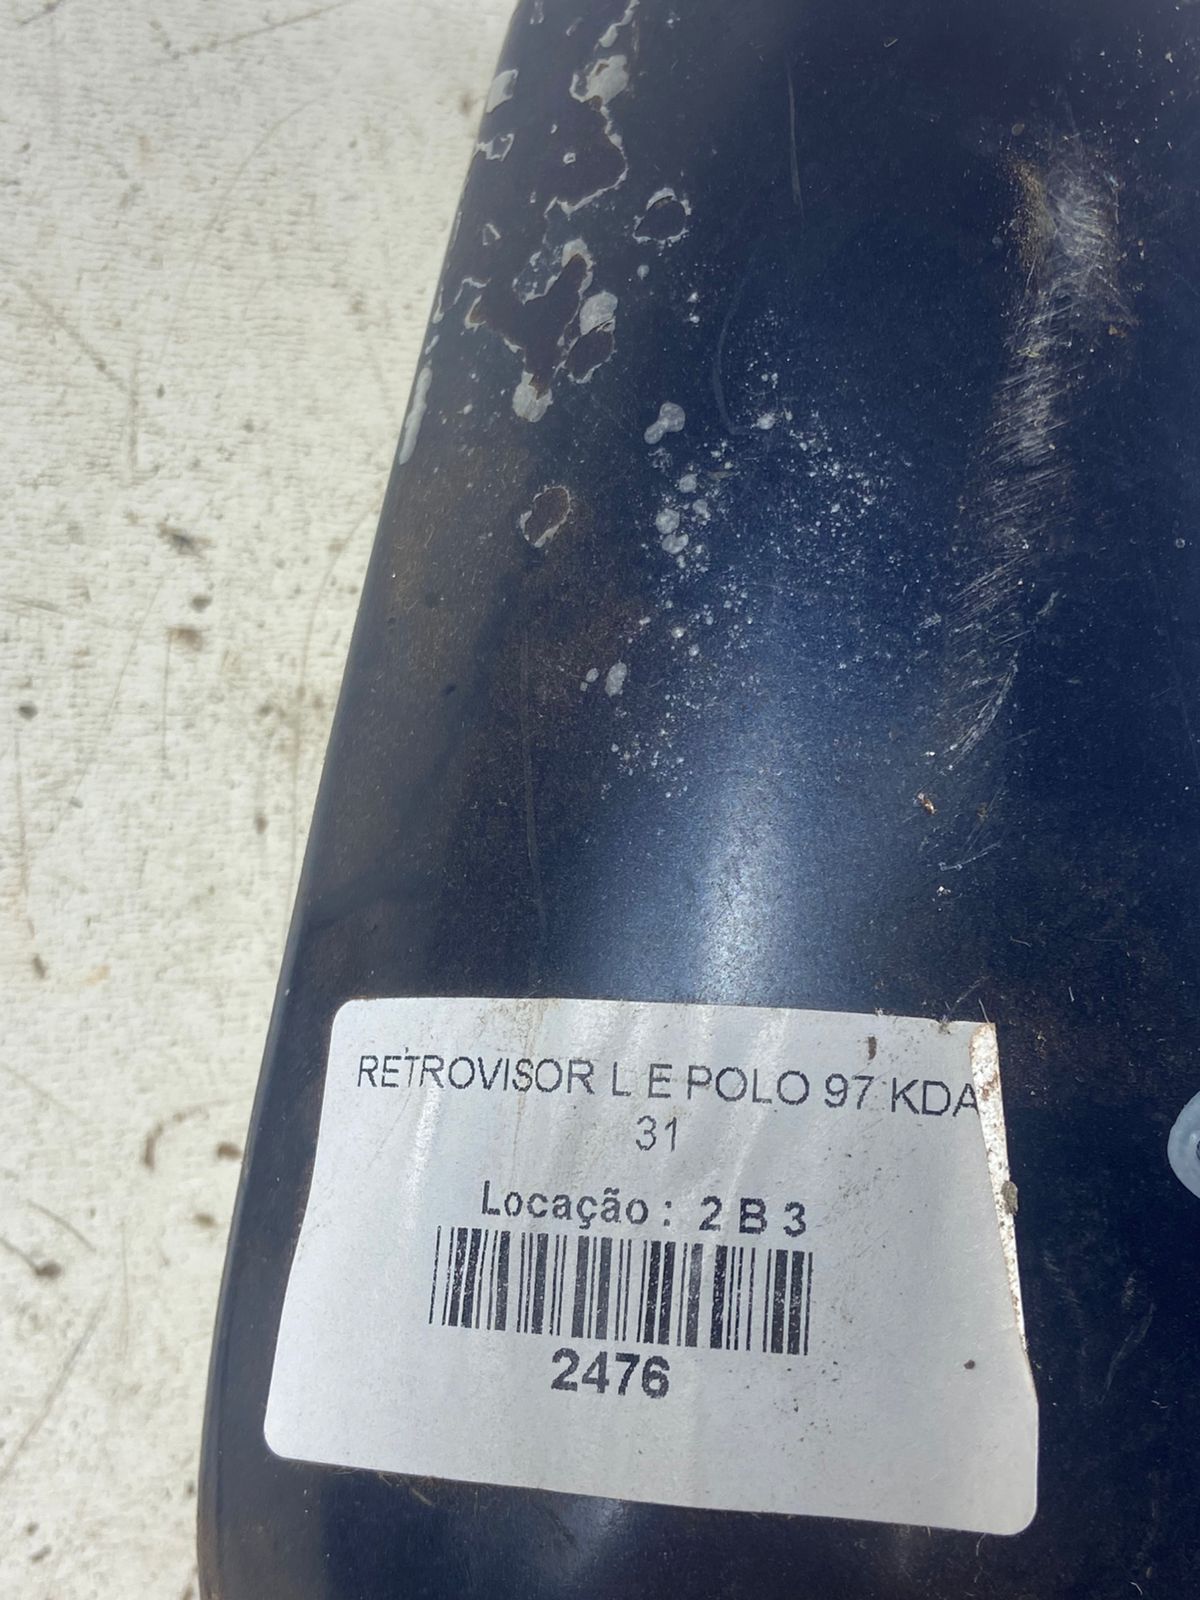 RETROVISOR L E POLO 97 KDA
31
Locação : 2 B 3
2476